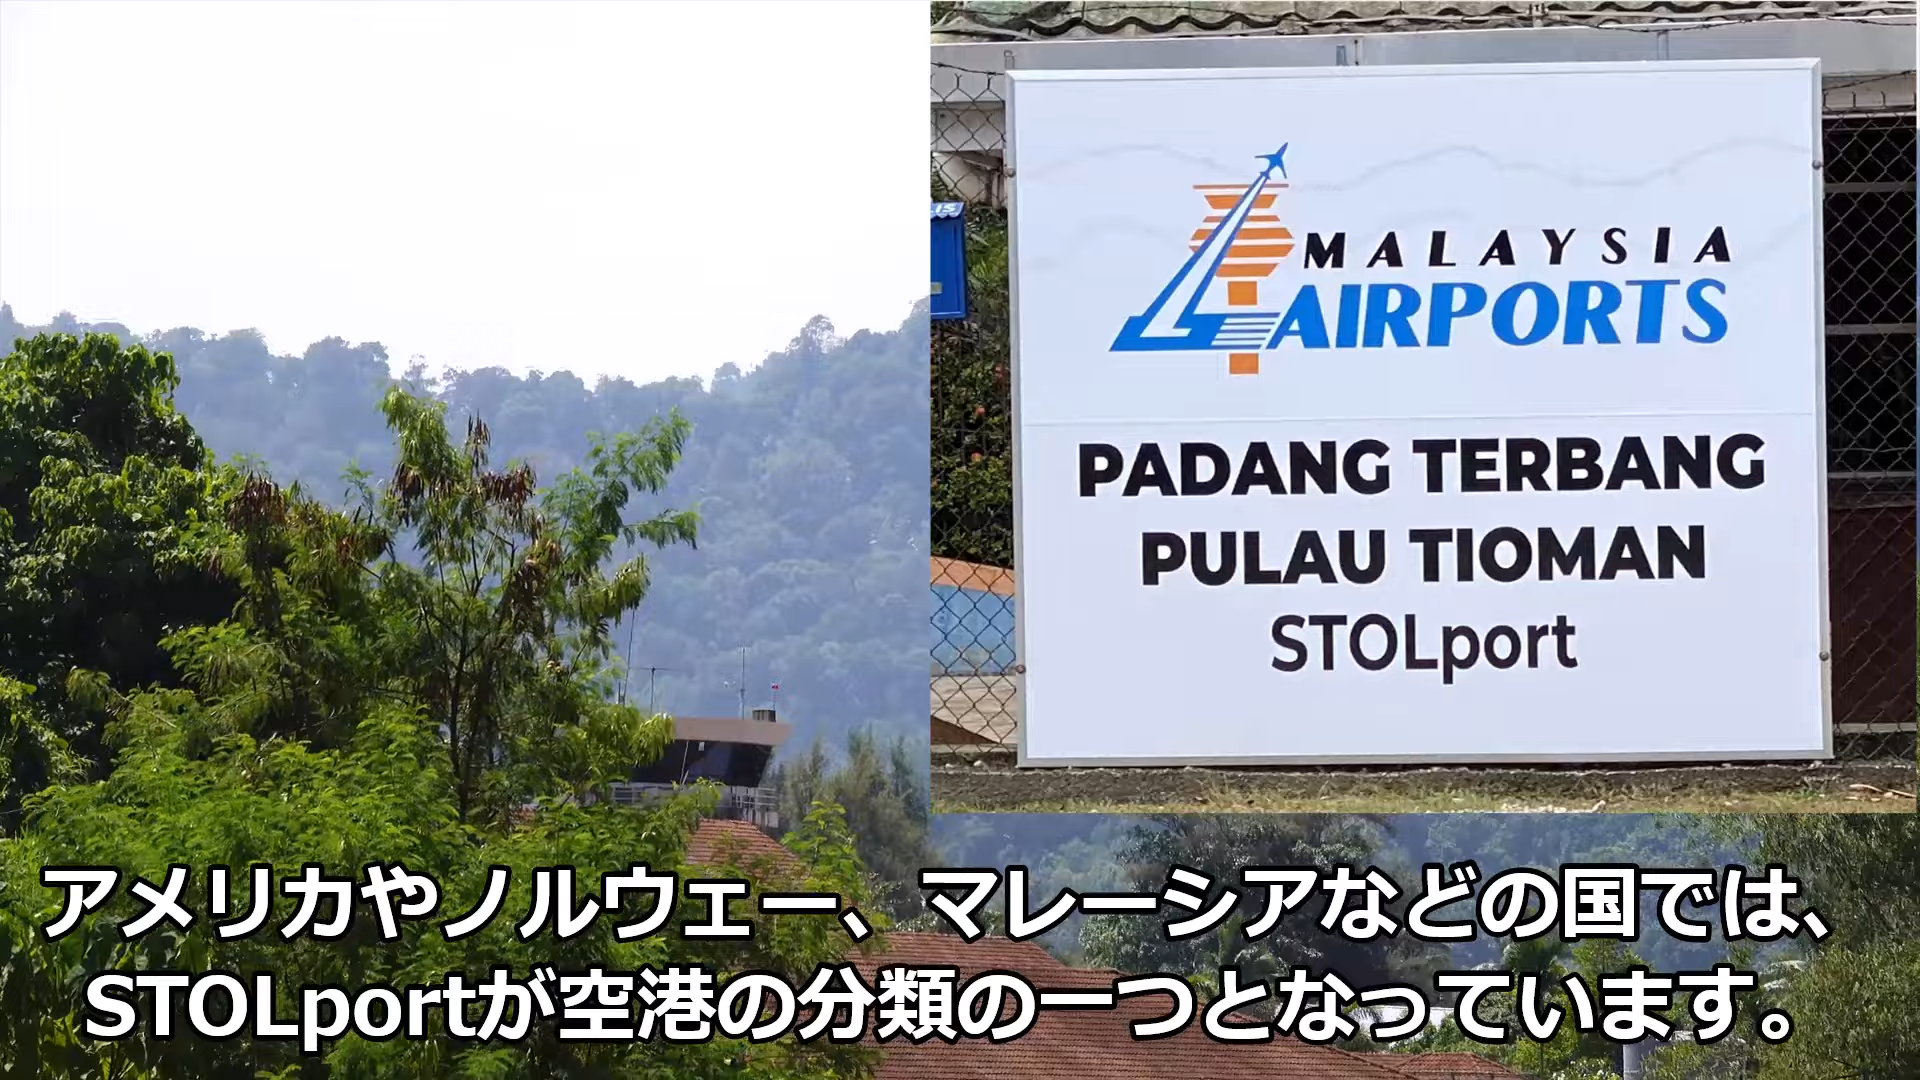 LIS
MALAYSIA
AIRPORTS
PADANG TERBANG
PULAU TIOMAN
STOLport
アメリカやノルウェー、マレーシアなどの国では、
STOLportが空港の分類の一つとなっています。